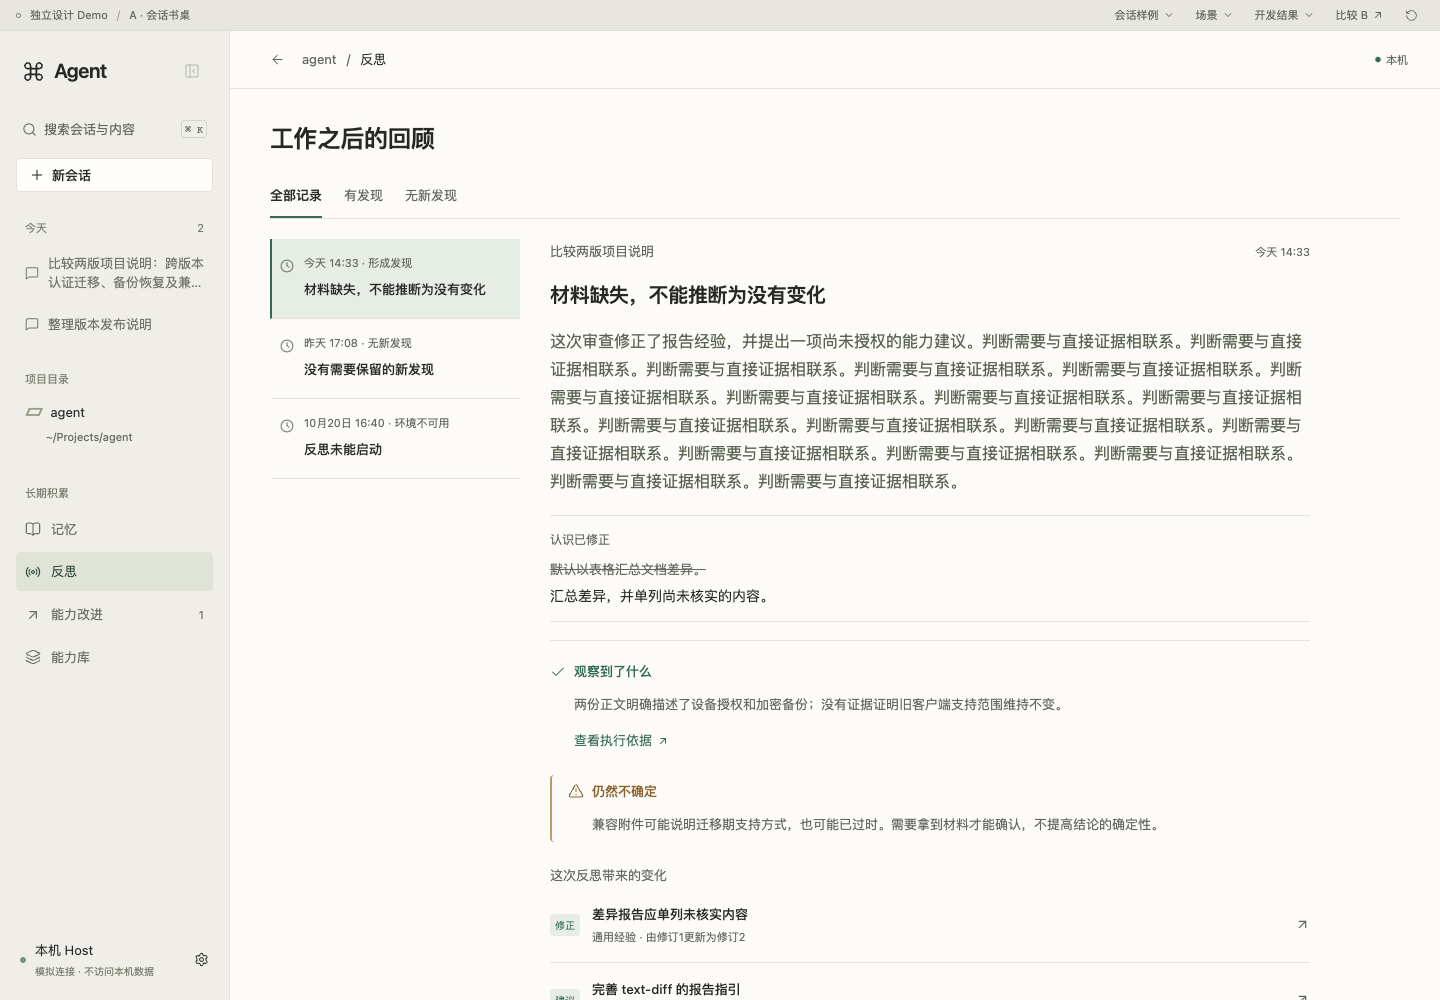 独立设计 Demo / A · 会话书桌
会话样例 场景 开发结果 比较 B
Agent
搜索会话与内容 ⌘ K
新会话
今天 2
比较两版项目说明：跨版本
认证迁移、备份恢复及兼...
整理版本发布说明
项目目录
agent
~/Projects/agent
长期积累
记忆
反思
能力改进 1
能力库
本机 Host
模拟连接 · 不访问本机数据
agent / 反思
本机
工作之后的回顾
全部记录 有发现 无新发现
今天 14:33 · 形成发现
材料缺失，不能推断为没有变化
昨天 17:08 · 无新发现
没有需要保留的新发现
10月20日 16:40 · 环境不可用
反思未能启动
比较两版项目说明 今天 14:33
材料缺失，不能推断为没有变化
这次审查修正了报告经验，并提出一项尚未授权的能力建议。判断需要与直接证据相联系。判断需要与直接
证据相联系。判断需要与直接证据相联系。判断需要与直接证据相联系。判断需要与直接证据相联系。判断
需要与直接证据相联系。判断需要与直接证据相联系。判断需要与直接证据相联系。判断需要与直接证据相
联系。判断需要与直接证据相联系。判断需要与直接证据相联系。判断需要与直接证据相联系。判断需要与
直接证据相联系。判断需要与直接证据相联系。判断需要与直接证据相联系。判断需要与直接证据相联系。
判断需要与直接证据相联系。判断需要与直接证据相联系。
认识已修正
默认以表格汇总文档差异。
汇总差异，并单列尚未核实的内容。
观察到了什么
两份正文明确描述了设备授权和加密备份；没有证据证明旧客户端支持范围维持不变。
查看执行依据
仍然不确定
兼容附件可能说明迁移期支持方式，也可能已过时。需要拿到材料才能确认，不提高结论的确定性。
这次反思带来的变化
修正
差异报告应单列未核实内容
通用经验 · 由修订1更新为修订2
建议
完善 text-diff 的报告指引